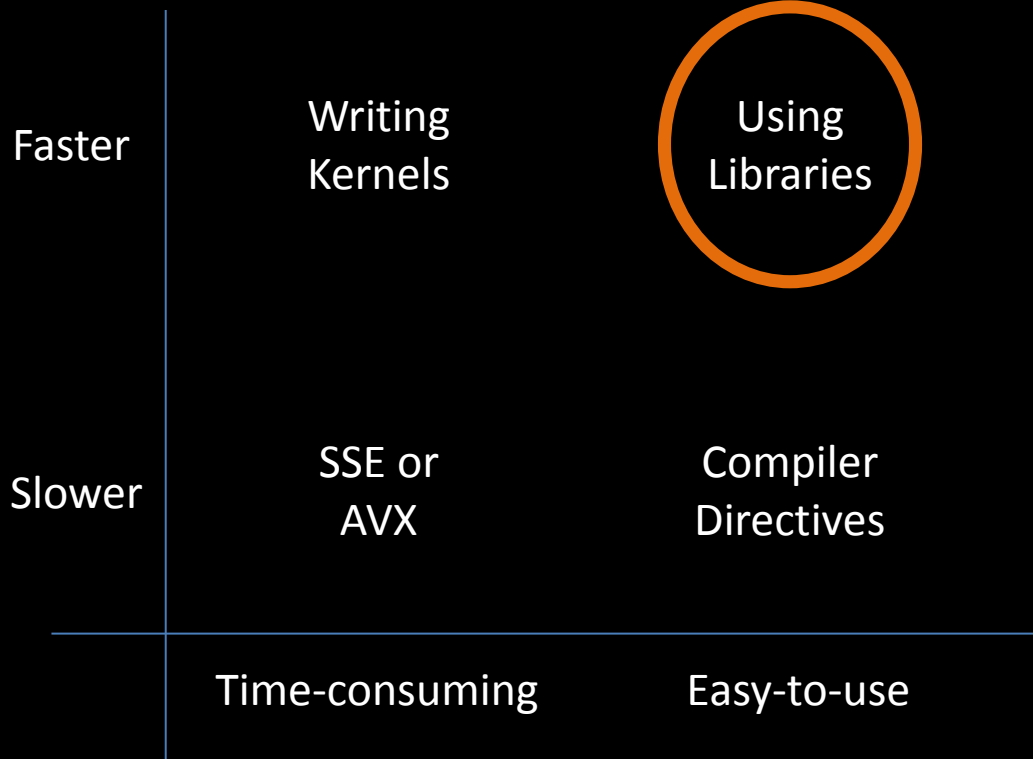 Faster
Writing
Kernels
Using
Libraries
Slower
SSE or
AVX
Compiler
Directives
Time-consuming
Easy-to-use